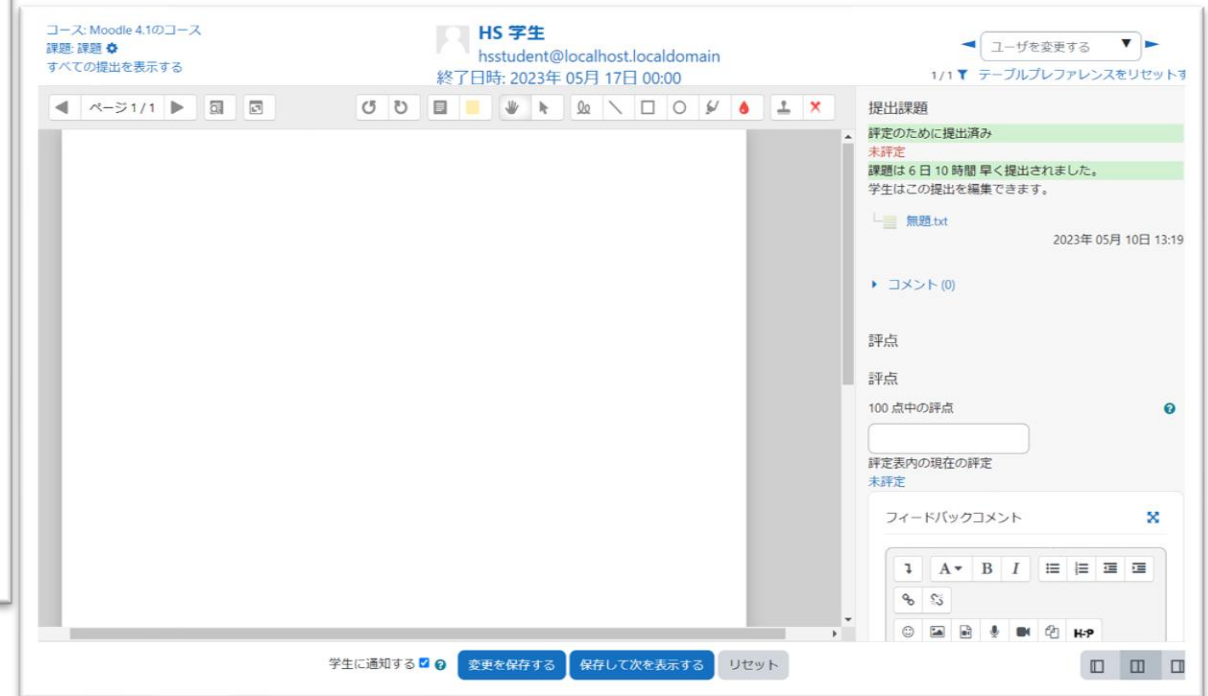 コース: Moodle 4.1のコース
課題: 課題
すべての提出を表示する
HS 学生
hsstudent@localhost.localdomain
終了日時: 2023年 05月 17日 00:00
ユーザを変更する
1 / 1 テーブルプレファレンスをリセットす
ページ 1 / 1
提出課題
評定のために提出済み
未評定
課題は 6 日 10 時間 早く提出されました。
学生はこの提出を編集できます。
無題.txt
2023年 05月 10日 13:19
コメント (0)
評点
評点
100 点中の評点
評定表内の現在の評定
未評定
フィードバックコメント
A B I
H-P
学生に通知する
変更を保存する 保存して次を表示する リセット